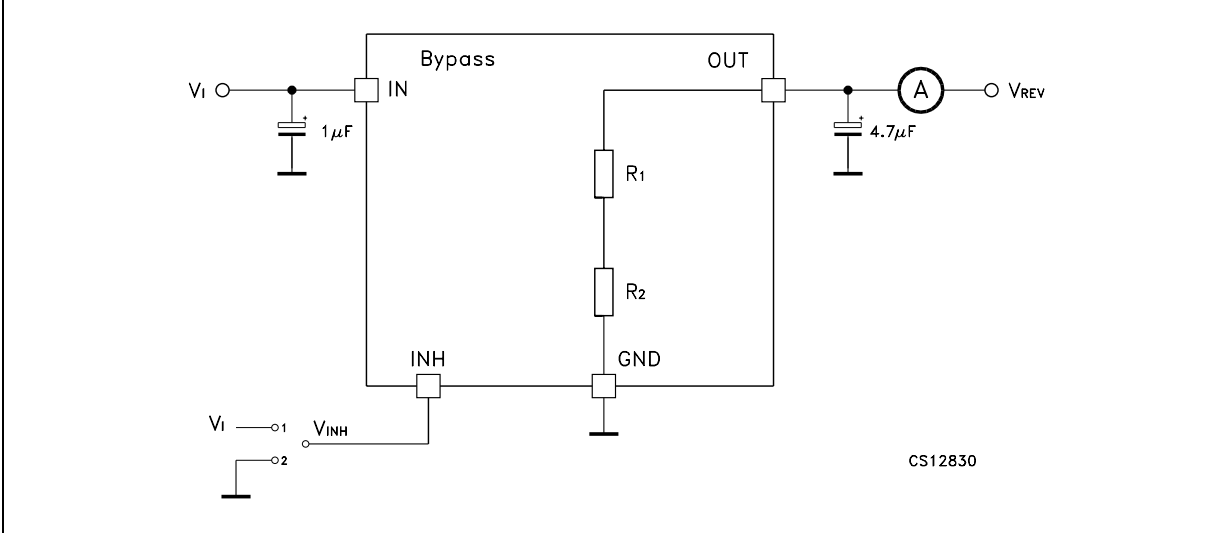 Bypass
OUT
VI
IN
A
VREV
1μF
4.7μF
R1
R2
INH
GND
VI
1
VINH
2
CS12830